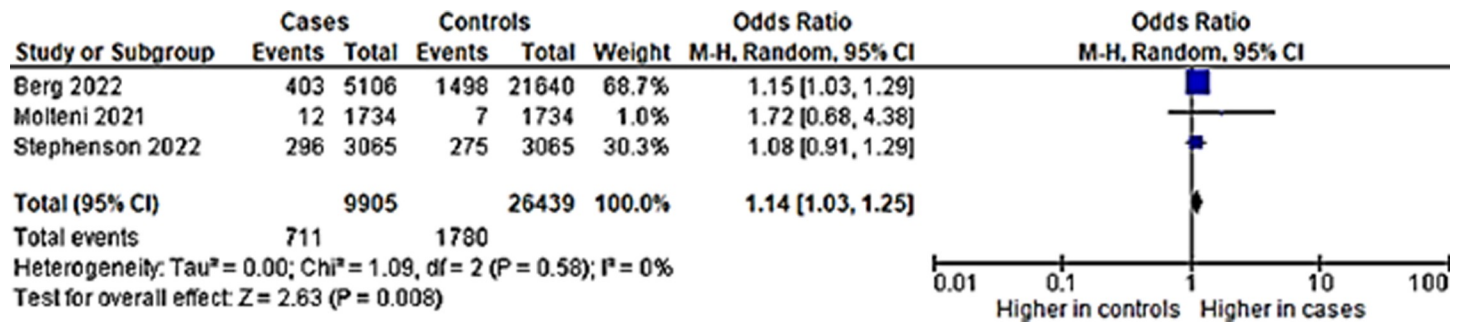 Cases Controls Odds Ratio Odds Ratio
Study or Subgroup Events Total Events Total Weight M-H, Random, 95% CI M-H, Random, 95% CI
Berg 2022 403 5106 1498 21640 68.7% 1.15 [1.03, 1.29]
Molteni 2021 12 1734 7 1734 1.0% 1.72 [0.68, 4.38]
Stephenson 2022 296 3065 275 3065 30.3% 1.08 [0.91, 1.29]
Total (95% CI) 9905 26439 100.0% 1.14 [1.03, 1.25]
Total events 711 1780
Heterogeneity: Tau² = 0.00; Chi² = 1.09, df = 2 (P = 0.58); I² = 0%
Test for overall effect: Z = 2.63 (P = 0.008)
0.01 0.1 1 10 100
Higher in controls Higher in cases